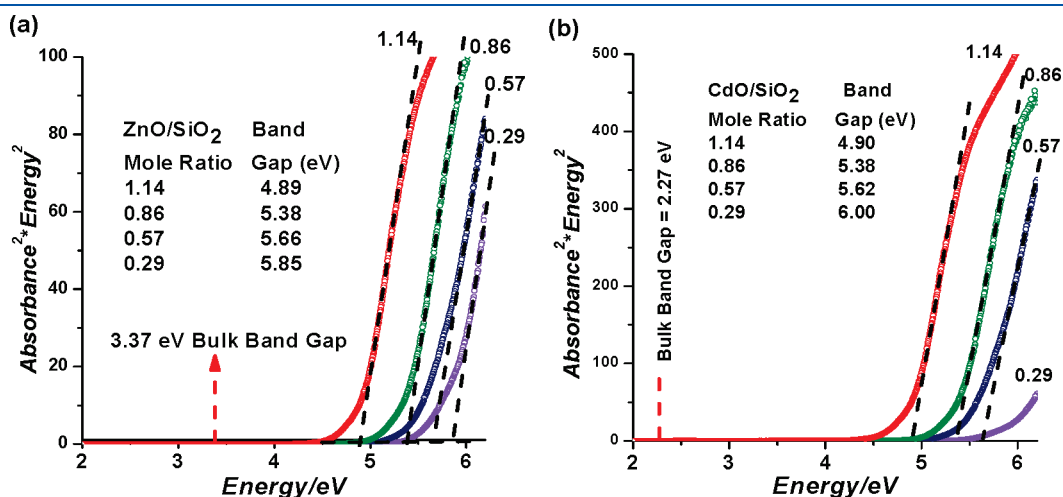 (a)
1.14
0.86
0.57
0.29
100
80
60
40
20
0
ZnO/SiO2 Band
Mole Ratio Gap (eV)
1.14 4.89
0.86 5.38
0.57 5.66
0.29 5.85
3.37 eV Bulk Band Gap
Absorbance2*Energy2
2 3 4 5 6
Energy/eV
(b)
1.14
0.86
0.57
0.29
500
400
300
200
100
0
CdO/SiO2 Band
Mole Ratio Gap (eV)
1.14 4.90
0.86 5.38
0.57 5.62
0.29 6.00
Bulk Band Gap = 2.27 eV
Absorbance2*Energy2
2 3 4 5 6
Energy/eV